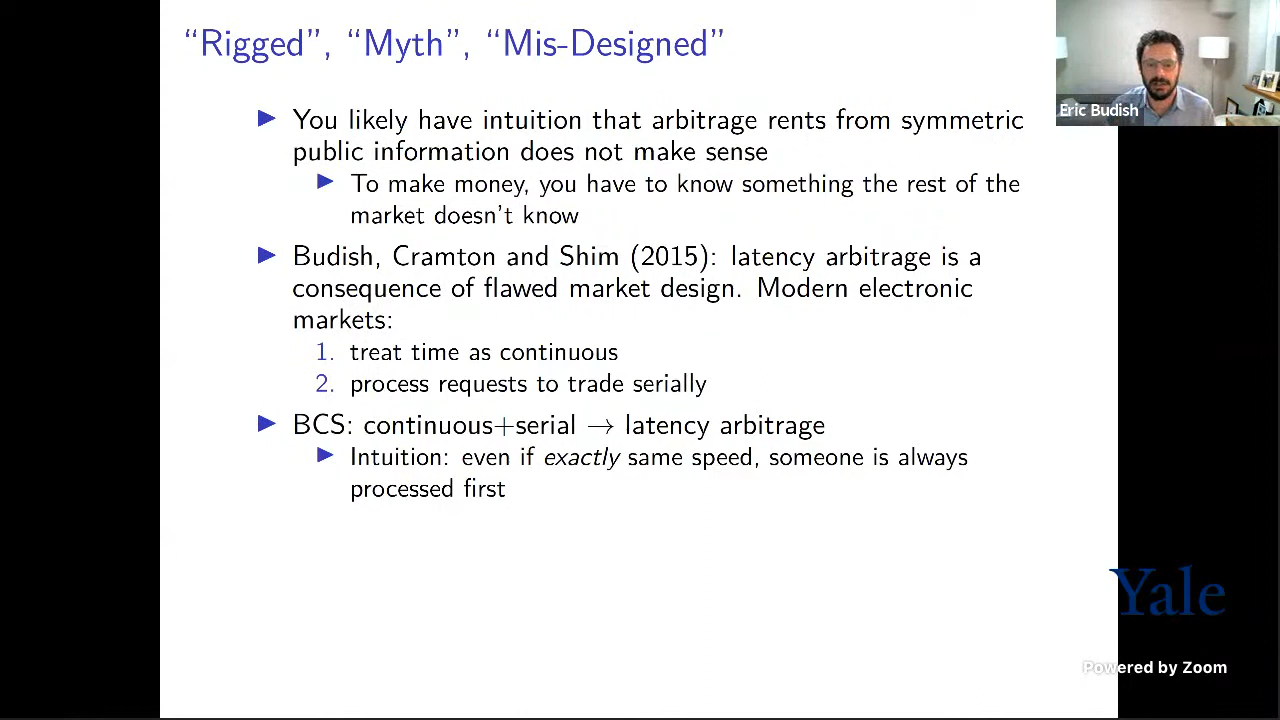 “Rigged”, “Myth”, “Mis-Designed”
You likely have intuition that arbitrage rents from symmetric
public information does not make sense
To make money, you have to know something the rest of the
market doesn't know
Budish, Cramton and Shim (2015): latency arbitrage is a
consequence of flawed market design. Modern electronic
markets:
1. treat time as continuous
2. process requests to trade serially
BCS: continuous+serial → latency arbitrage
Intuition: even if exactly same speed, someone is always
processed first
Eric Budish
Yale
Powered by Zoom